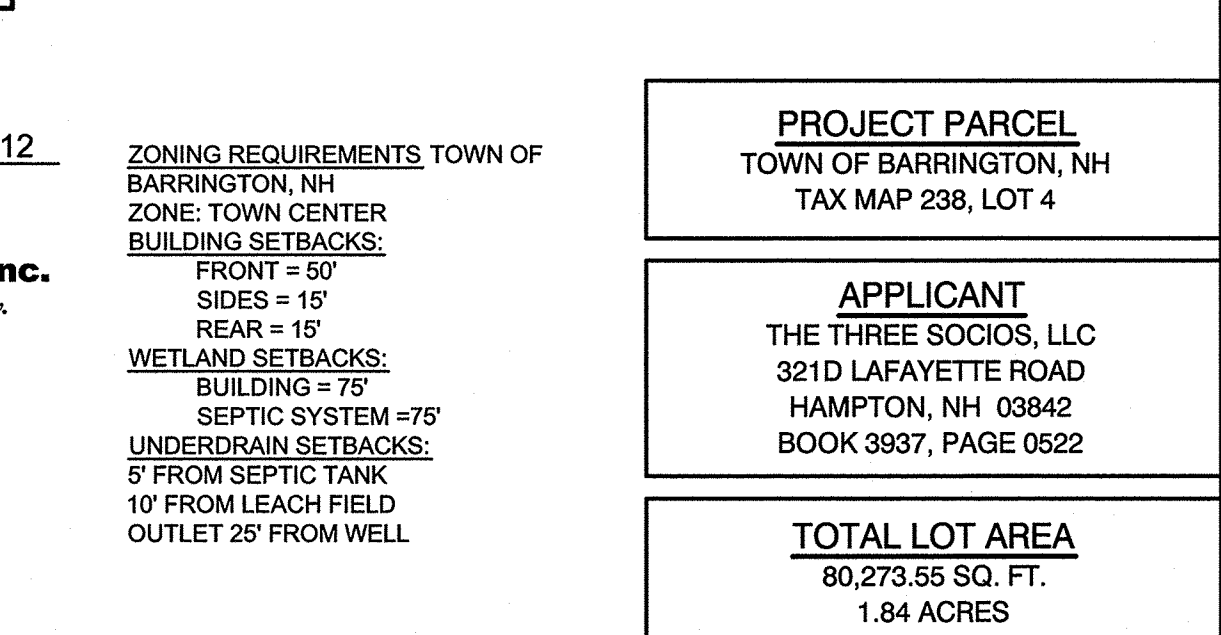 12
nc.
ZONING REQUIREMENTS TOWN OF
BARRINGTON, NH
ZONE: TOWN CENTER
BUILDING SETBACKS:
FRONT = 50'
SIDES = 15'
REAR = 15'
WETLAND SETBACKS:
BUILDING = 75'
SEPTIC SYSTEM =75'
UNDERDRAIN SETBACKS:
5' FROM SEPTIC TANK
10' FROM LEACH FIELD
OUTLET 25' FROM WELL
PROJECT PARCEL
TOWN OF BARRINGTON, NH
TAX MAP 238, LOT 4
APPLICANT
THE THREE SOCIOS, LLC
321D LAFAYETTE ROAD
HAMPTON, NH 03842
BOOK 3937, PAGE 0522
TOTAL LOT AREA
80,273.55 SQ. FT.
1.84 ACRES